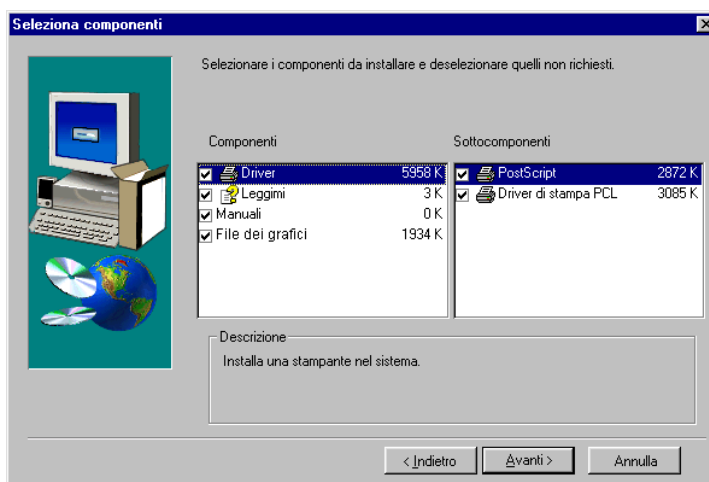 Seleziona componenti
Selezionare i componenti da installare e deselezionare quelli non richiesti.
Componenti
Sottocomponenti
Driver 5958 K
Leggimi 3 K
Manuali 0 K
File dei grafici 1934 K
PostScript 2872 K
Driver di stampa PCL 3085 K
Descrizione
Installa una stampante nel sistema.
< Indietro
Avanti >
Annulla